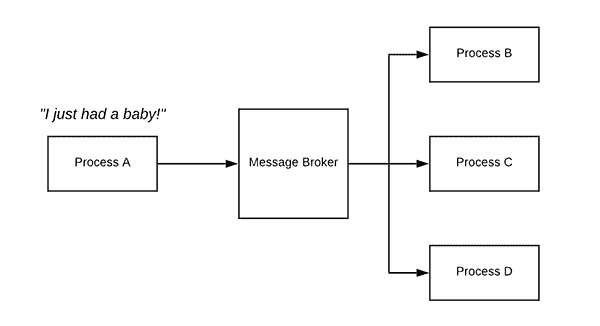 Process B
"I just had a baby!"
Process A
Message Broker
Process C
Process D